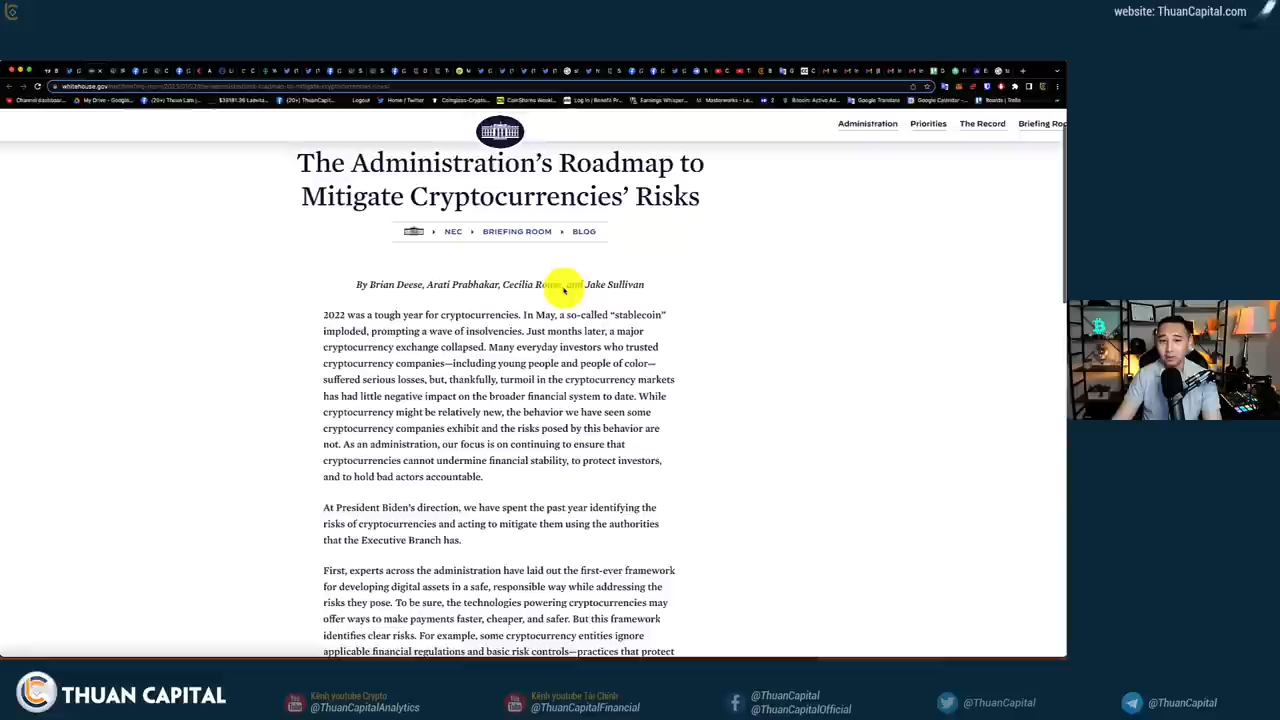 website: ThuanCapital.com
Administration Priorities The Record Briefing Roo
The Administration's Roadmap to
Mitigate Cryptocurrencies' Risks
NEC BRIEFING ROOM BLOG
By Brian Deese, Arati Prabhakar, Cecilia and Jake Sullivan
2022 was a tough year for cryptocurrencies. In May, a so-called “stablecoin”
imploded, prompting a wave of insolvencies. Just months later, a major
cryptocurrency exchange collapsed. Many everyday investors who trusted
cryptocurrency companies—including young people and people of color—
suffered serious losses, but, thankfully, turmoil in the cryptocurrency markets
has had little negative impact on the broader financial system to date. While
cryptocurrency might be relatively new, the behavior we have seen some
cryptocurrency companies exhibit and the risks posed by this behavior are
not. As an administration, our focus is on continuing to ensure that
cryptocurrencies cannot undermine financial stability, to protect investors,
and to hold bad actors accountable.
At President Biden's direction, we have spent the past year identifying the
risks of cryptocurrencies and acting to mitigate them using the authorities
that the Executive Branch has.
First, experts across the administration have laid out the first-ever framework
for developing digital assets in a safe, responsible way while addressing the
risks they pose. To be sure, the technologies powering cryptocurrencies may
offer ways to make payments faster, cheaper, and safer. But this framework
identifies clear risks. For example, some cryptocurrency entities ignore
applicable financial regulations and basic risk controls—practices that protect
THUAN CAPITAL
Kênh youtube Crypto
@ThuanCapitalAnalytics
Kênh youtube Tài Chính
@ThuanCapitalFinancial
@ThuanCapital
@ThuanCapitalOfficial
@ThuanCapital
@ThuanCapital